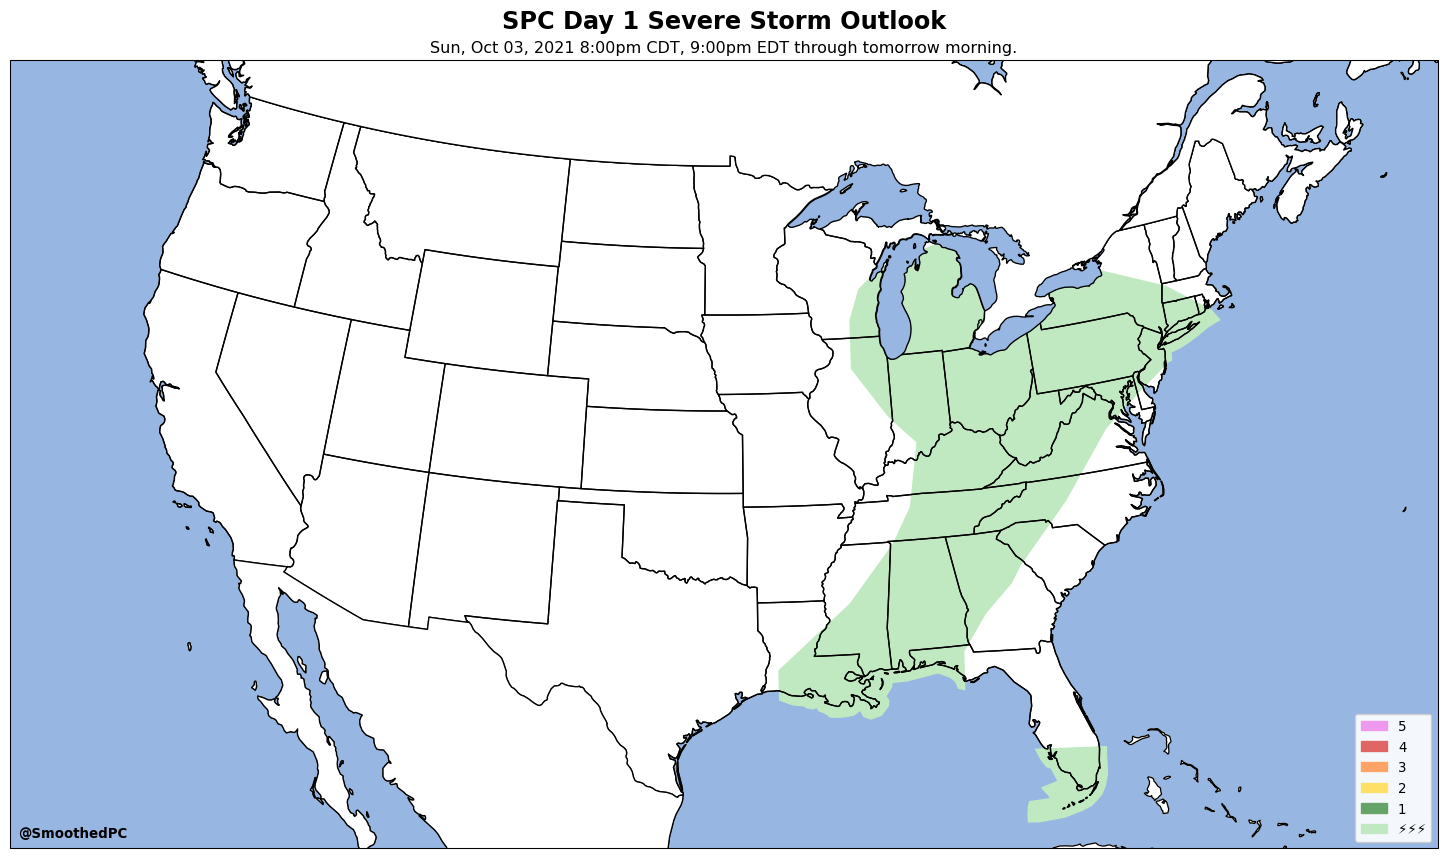 SPC Day 1 Severe Storm Outlook
Sun, Oct 03, 2021 8:00pm CDT, 9:00pm EDT through tomorrow morning.
5
4
3
2
1
⚡⚡⚡
@SmoothedPC